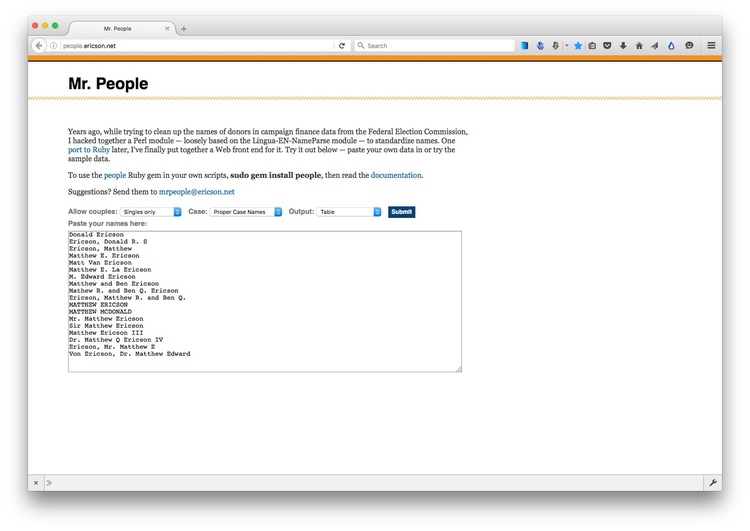 Mr. People
people.ericson.net
Search
Mr. People
Years ago, while trying to clean up the names of donors in campaign finance data from the Federal Election Commission,
I hacked together a Perl module — loosely based on the Lingua-EN-NameParse module — to standardize names. One
port to Ruby later, I've finally put together a Web front end for it. Try it out below — paste your own data in or try the
sample data.
To use the people Ruby gem in your own scripts, sudo gem install people, then read the documentation.
Suggestions? Send them to mrpeople@ericson.net
Allow couples: Singles only Case: Proper Case Names Output: Table Submit
Paste your names here:
Donald Ericson
Ericson, Donald R. S
Ericson, Matthew
Matthew E. Ericson
Matt Van Ericson
Matthew E. La Ericson
M. Edward Ericson
Matthew and Ben Ericson
Mathew R. and Ben Q. Ericson
Ericson, Matthew R. and Ben Q.
MATTHEW ERICSON
MATTHEW MCDONALD
Mr. Matthew Ericson
Sir Matthew Ericson
Matthew Ericson III
Dr. Matthew Q Ericson IV
Ericson, Mr. Matthew E
Von Ericson, Dr. Matthew Edward